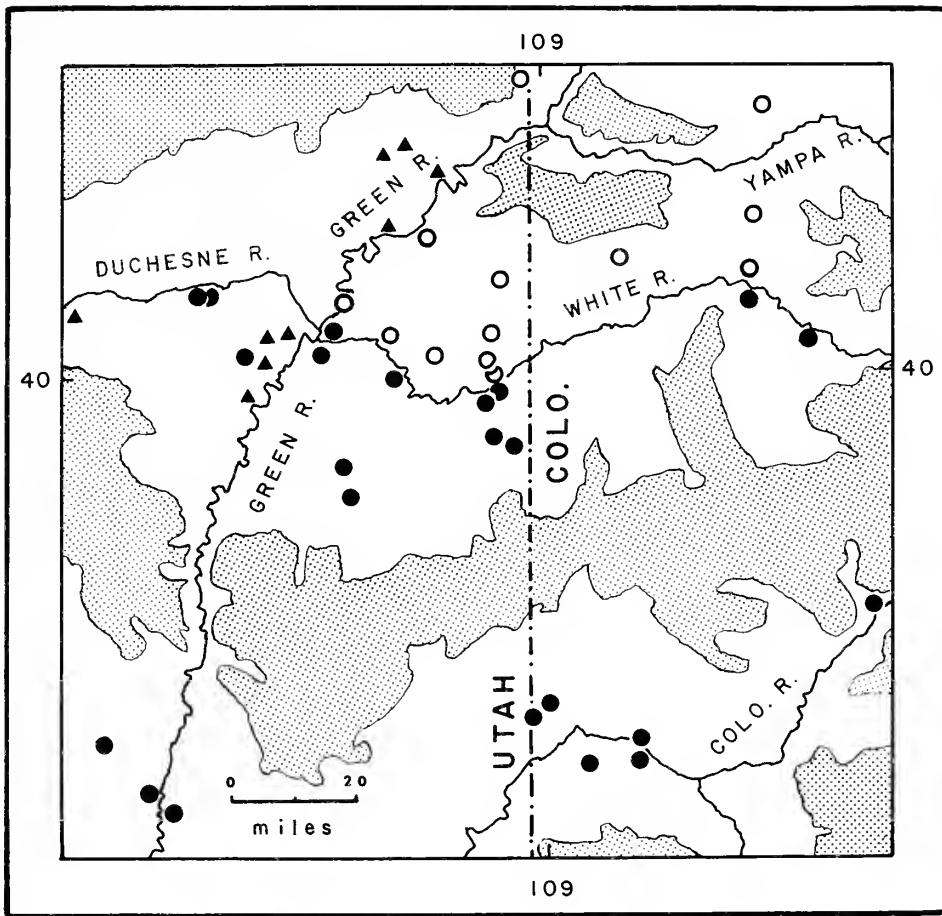 109
GREEN R.
YAMPA R.
DUCHESNE R.
WHITE R.
40
40
GREEN R.
COLO.
UTAH
COLO. R.
0 20
miles
109